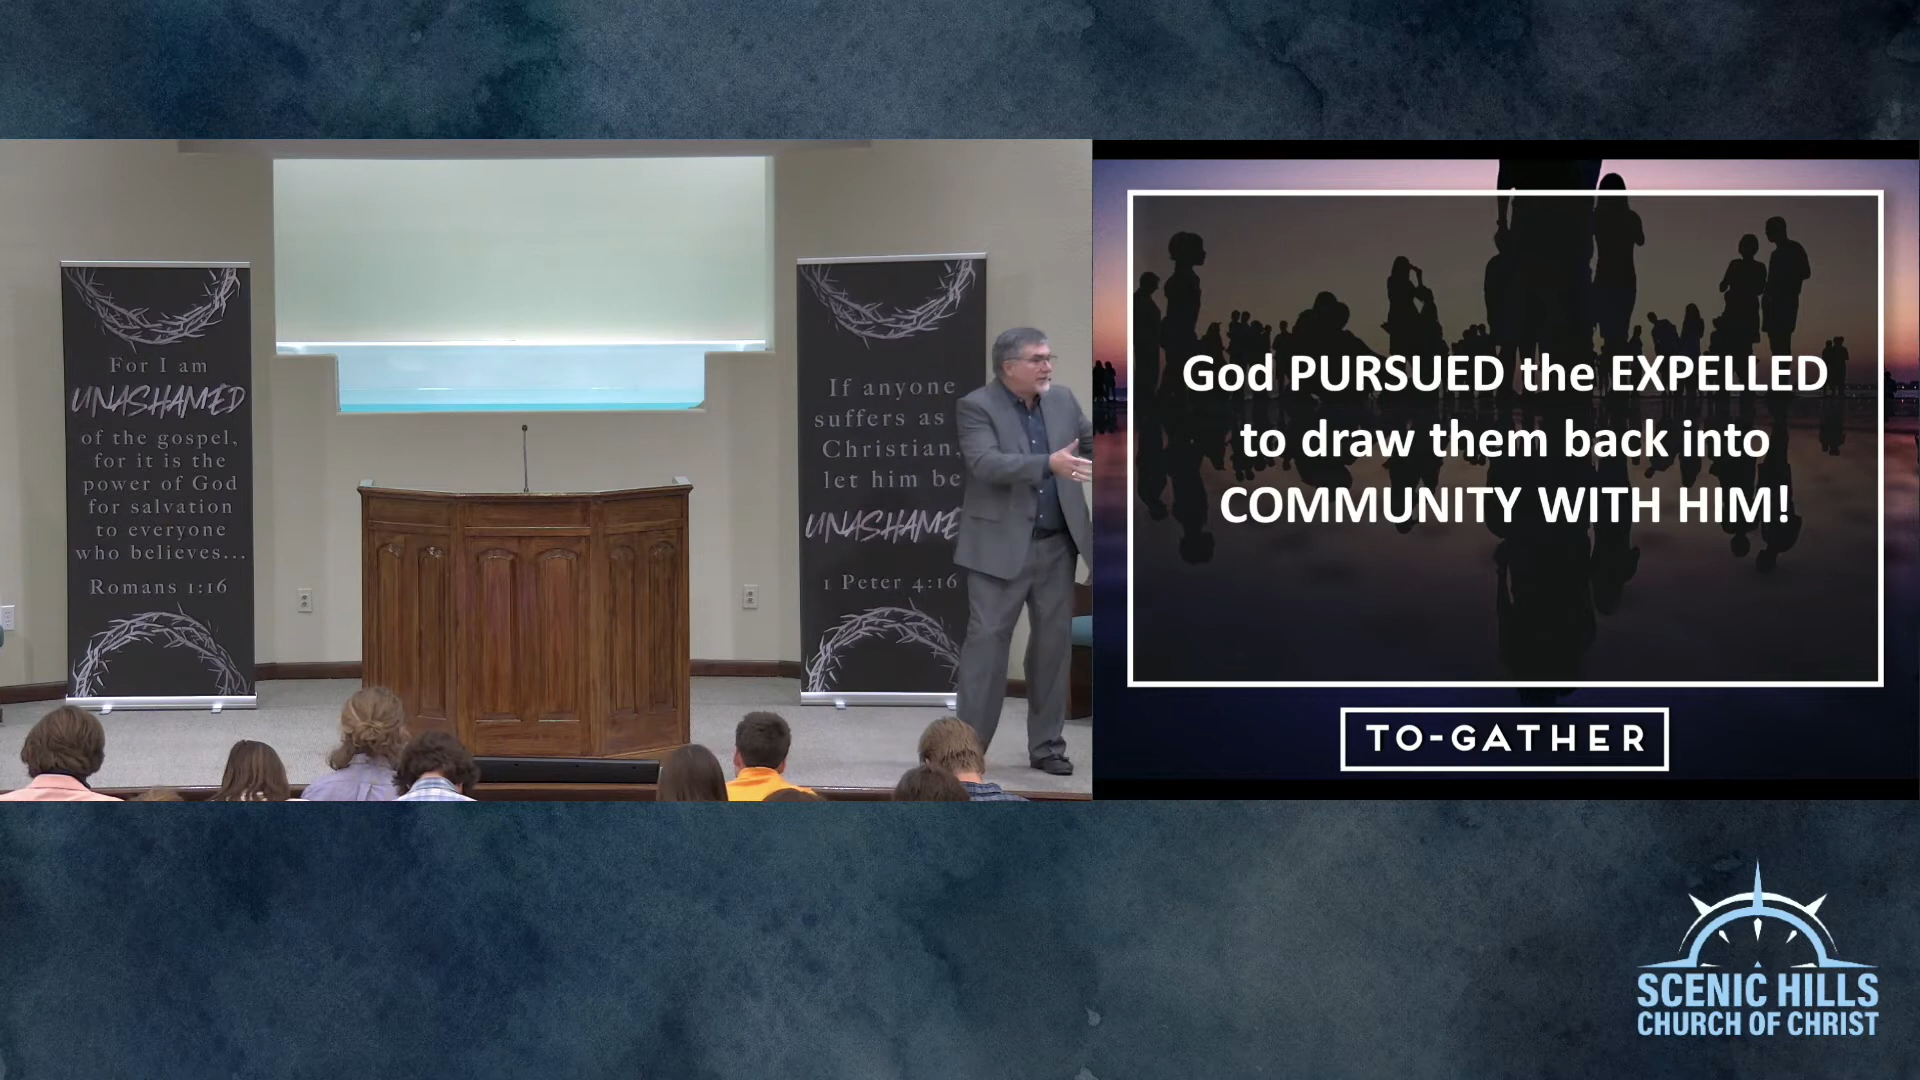 For I am
UNASHAMED
of the gospel,
for it is the
power of God
for salvation
to everyone
who believes...
Romans 1:16
If anyone
suffers as
Christian,
let him be
1 Peter 4:16
God PURSUED the EXPELLED
to draw them back into
COMMUNITY WITH HIM!
TO-GATHER
SCENIC HILLS
CHURCH OF CHRIST